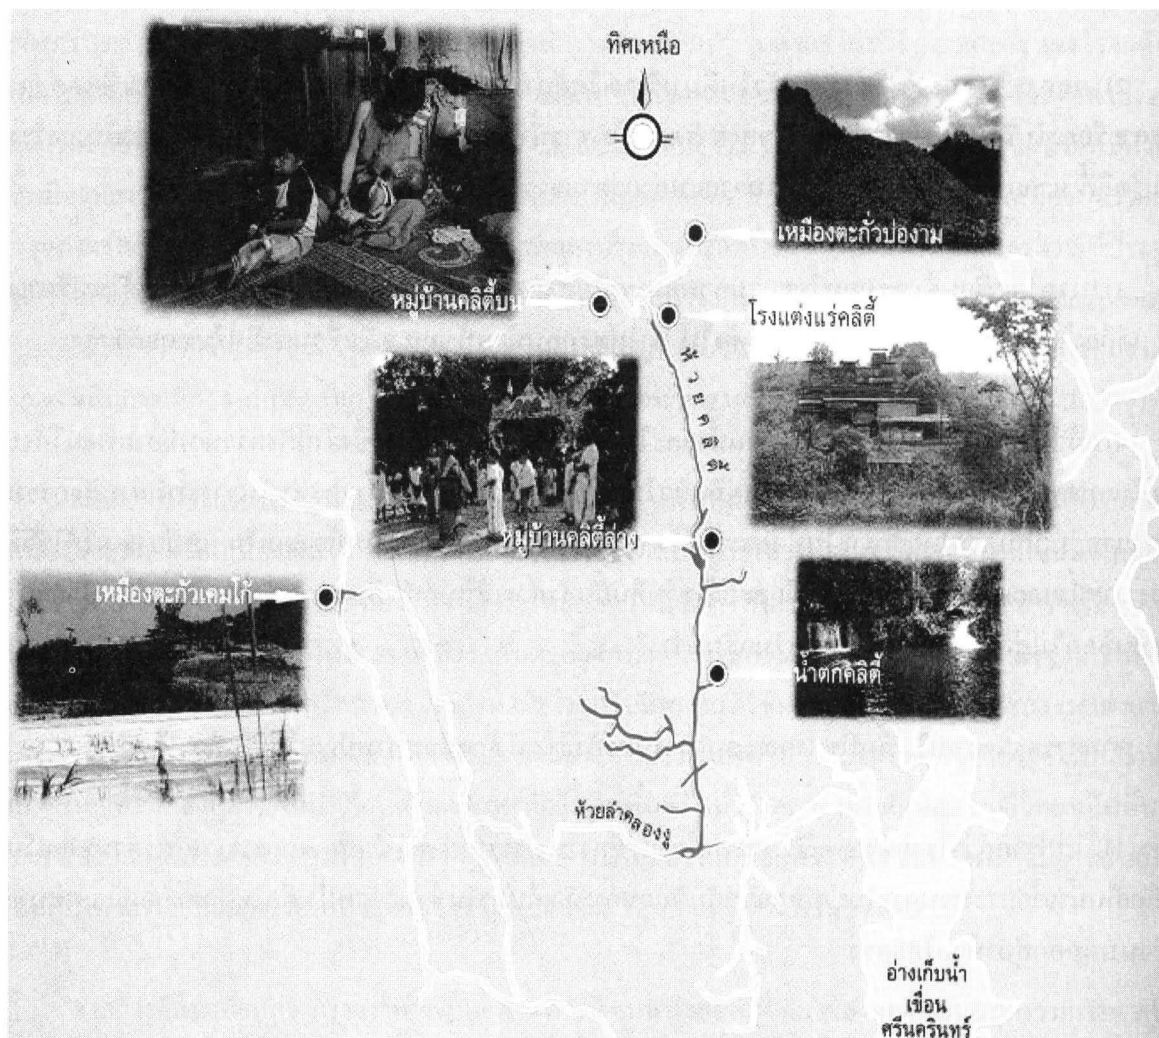 ทิศเหนือ
เหมืองตะกั่วบ่องาม
หมู่บ้านคลิตี้บน
โรงแต่งแร่คลิตี้
ห้วยคลิตี้
หมู่บ้านคลิตี้ล่าง
เหมืองตะกั่วเคมโก้
น้ำตกคลิตี้
ห้วยลำคลองงู
อ่างเก็บน้ำ
เขื่อน
ศรีนครินทร์